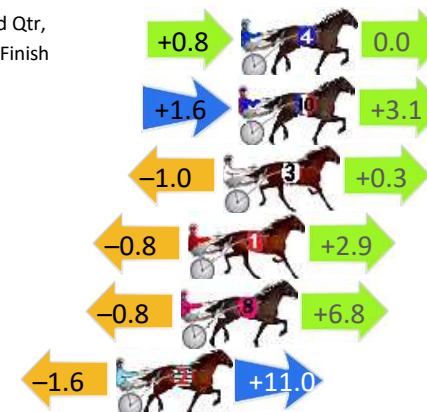 d Qtr,
Finish
+0.8 4 0.0
+1.6 10 +3.1
–1.0 3 +0.3
–0.8 1 +2.9
–0.8 8 +6.8
–1.6 2 +11.0